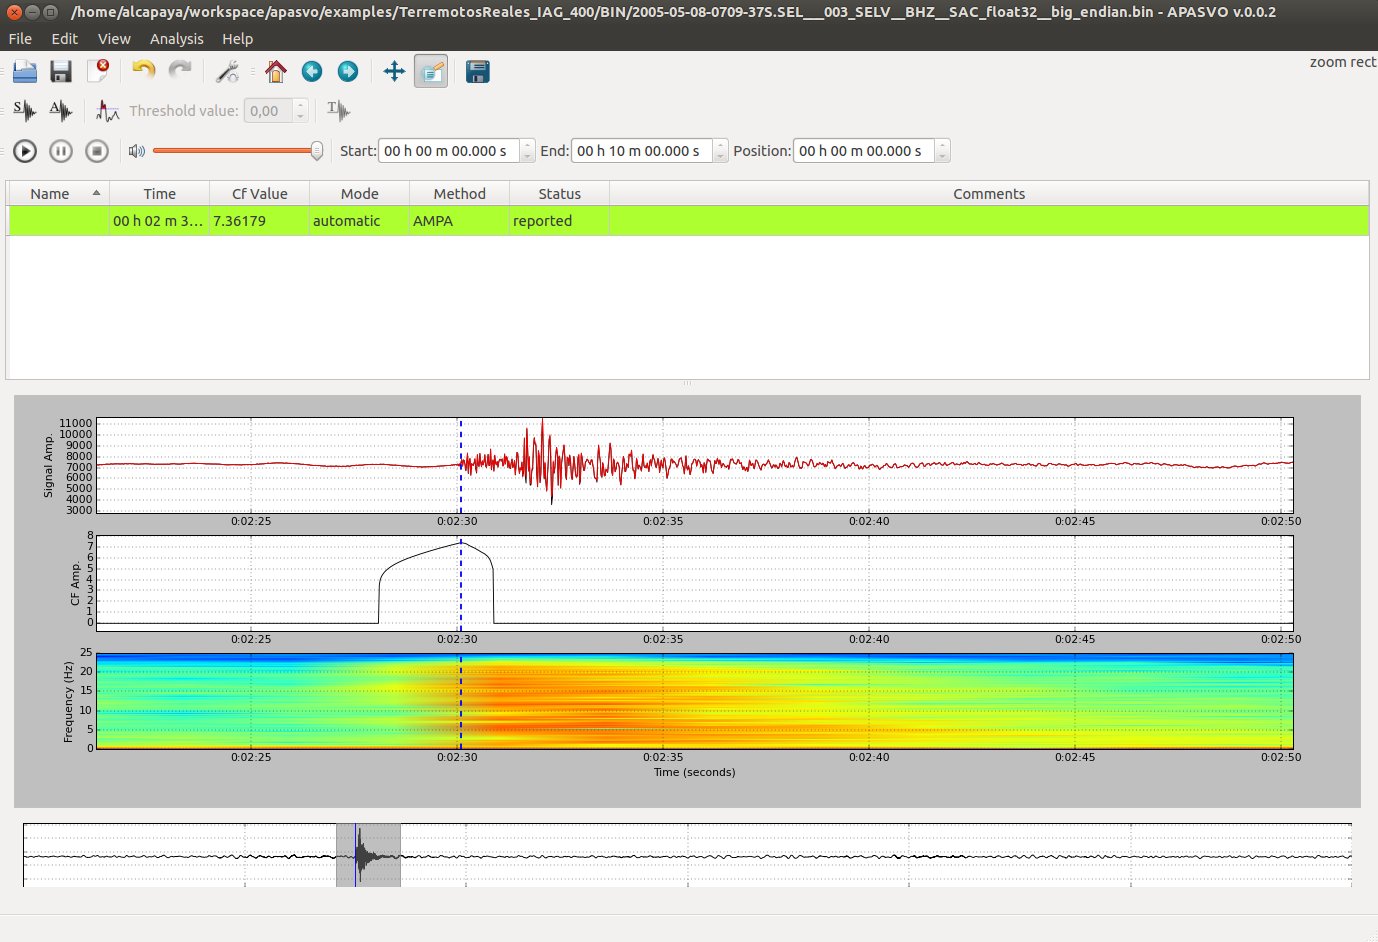 /home/alcapaya/workspace/apasvo/examples/TerremotosReales_IAG_400/BIN/2005-05-08-0709-37S.SEL___003_SELV__BHZ__SAC_float32__big_endian.bin - APASVO v.0.0.2
File Edit View Analysis Help
zoom rect
S A Threshold value: 0,00 T
Start: 00 h 00 m 00.000 s End: 00 h 10 m 00.000 s Position: 00 h 00 m 00.000 s
Name Time Cf Value Mode Method Status Comments
00 h 02 m 3... 7.36179 automatic AMPA reported
Signal Amp.
11000
10000
9000
8000
7000
6000
5000
4000
3000
0:02:25 0:02:30 0:02:35 0:02:40 0:02:45 0:02:50
CF Amp.
8
7
6
5
4
3
2
1
0
0:02:25 0:02:30 0:02:35 0:02:40 0:02:45 0:02:50
Frequency (Hz)
25
20
15
10
5
0
0:02:25 0:02:30 0:02:35 0:02:40 0:02:45 0:02:50
Time (seconds)